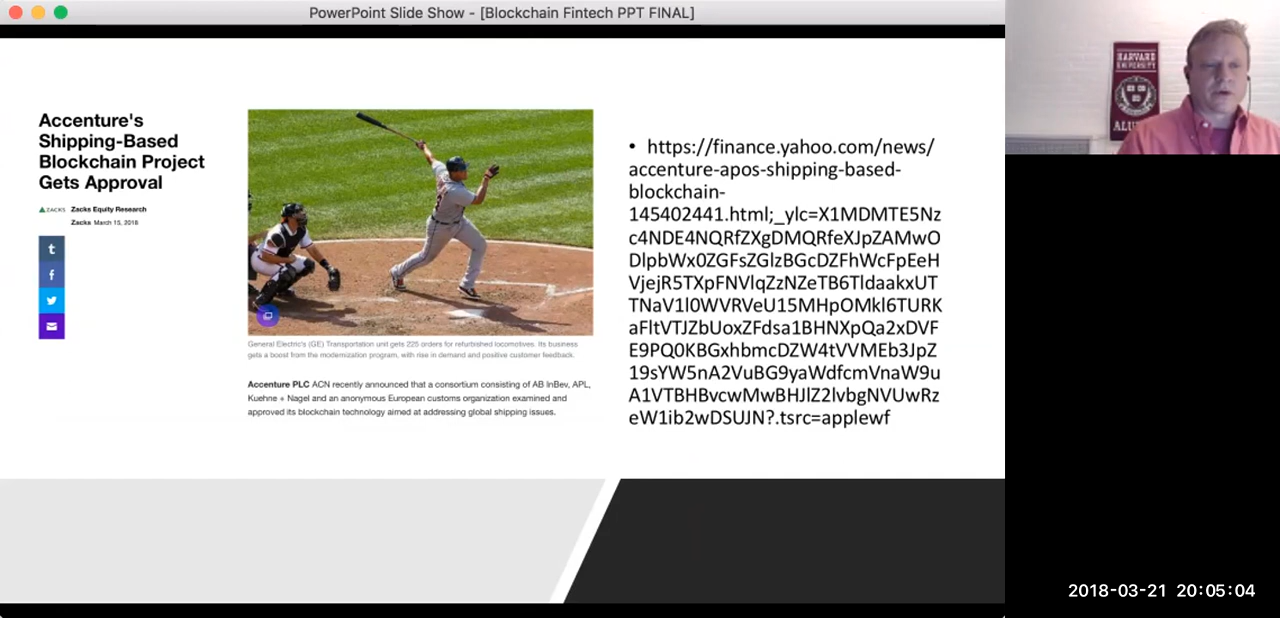 PowerPoint Slide Show - [Blockchain Fintech PPT FINAL]
Accenture's
Shipping-Based
Blockchain Project
Gets Approval
ZACKS Zacks Equity Research
Zacks March 15, 2018
General Electric's (GE) Transportation unit gets 225 orders for refurbished locomotives. Its business
gets a boost from the modernization program, with rise in demand and positive customer feedback.
Accenture PLC ACN recently announced that a consortium consisting of AB InBev, APL,
Kuehne + Nagel and an anonymous European customs organization examined and
approved its blockchain technology aimed at addressing global shipping issues.
• https://finance.yahoo.com/news/
accenture-apos-shipping-based-
blockchain-
145402441.html;_ylc=X1MDMTE5Nz
c4NDE4NQRfZXgDMQRfeXJpZAMwO
DlpbWx0ZGFsZGlzBGcDZFhWcFpEeH
VjejR5TXpFNVlqZzNZeTB6TldaakxUT
TNaV1l0WVRVeU15MHpOMkl6TURK
aFltVTJZbUoxZFdsa1BHNXpQa2xDVF
E9PQ0KBGxhbmcDZW4tVVMEb3JpZ
19sYW5nA2VuBG9yaWdfcmVnaW9u
A1VTBHBvcwMwBHJlZ2lvbgNVUwRz
eW1ib2wDSUJN?.tsrc=applewf
HARVARD
UNIVERSITY
2018-03-21 20:05:04